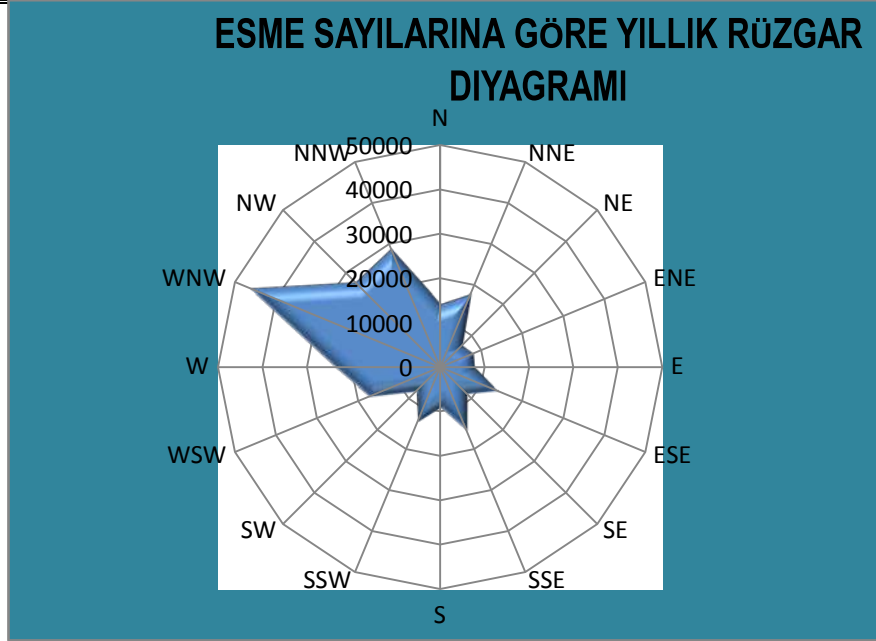 ESME SAYILARINA GÖRE YILLIK RÜZGAR
DIYAGRAMI
N
NNE
NE
ENE
E
ESE
SE
SSE
S
SSW
SW
WSW
W
WNW
NW
NNW
50000
40000
30000
20000
10000
0